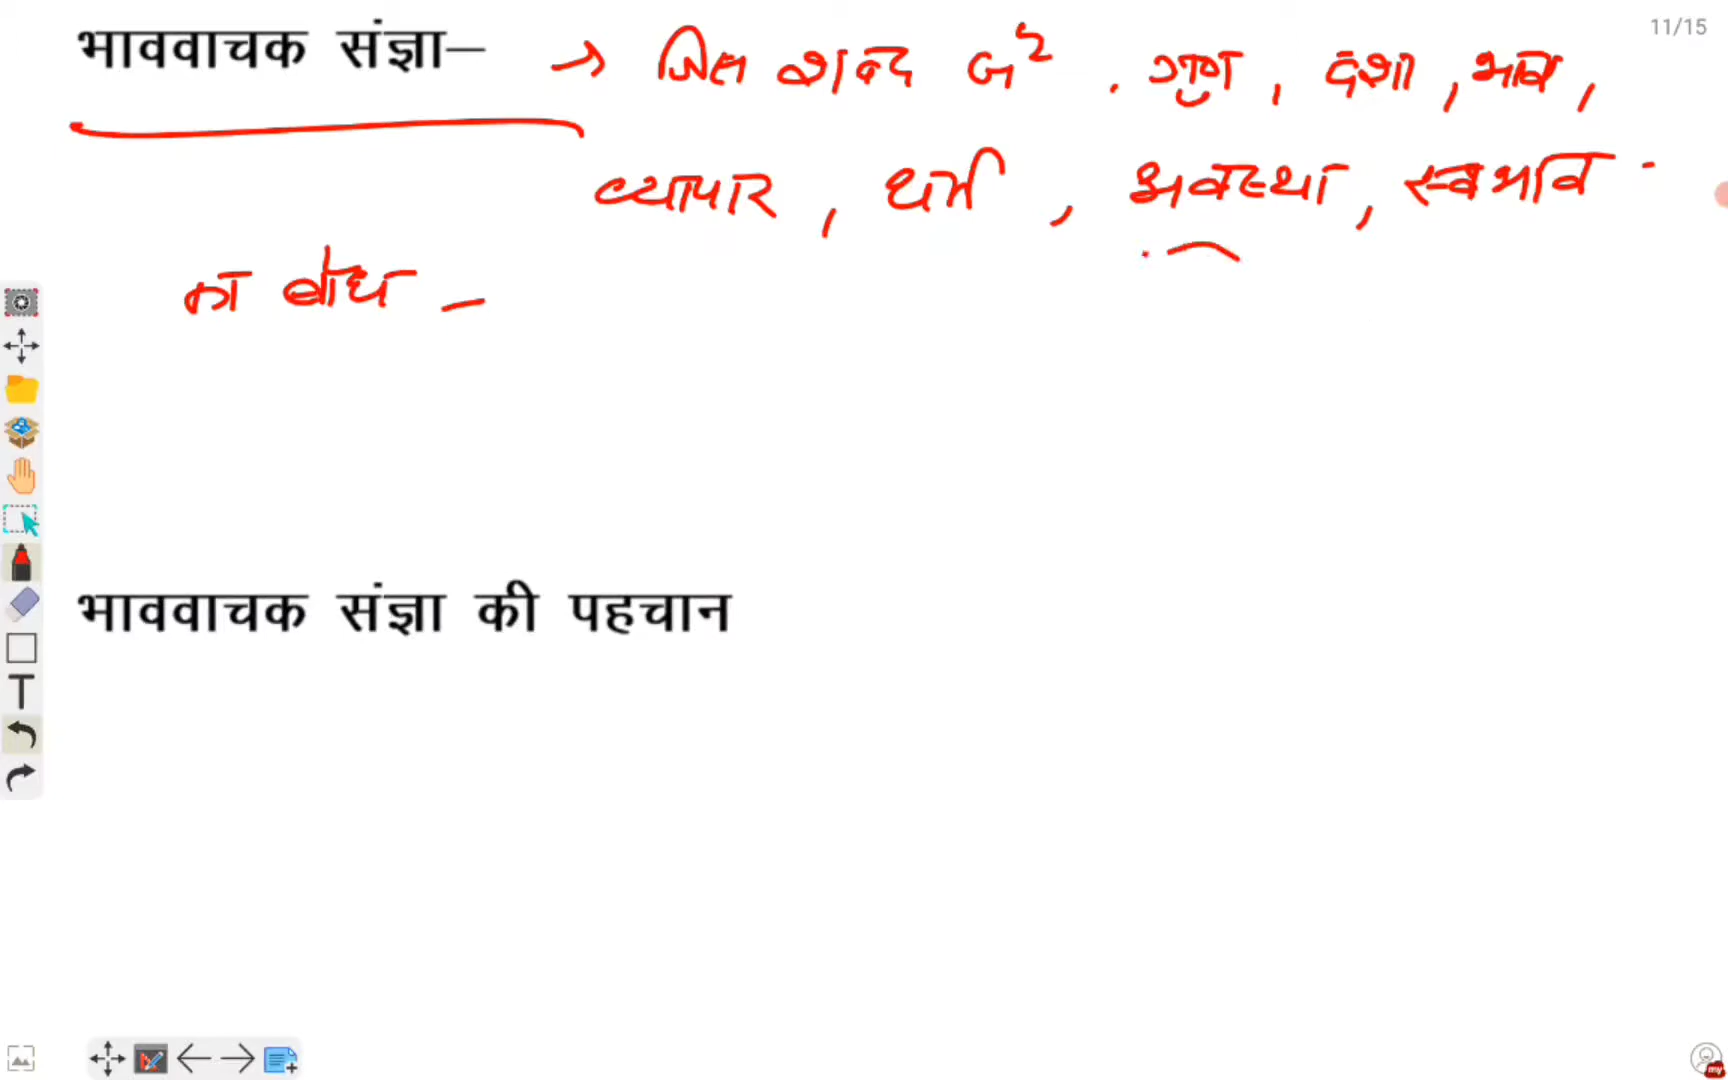 11/15
भाववाचक संज्ञा— → जिस शब्द से गुण, दशा, भाव,
व्यापार, धर्म, अवस्था, स्वभाव
का बोध –
भाववाचक संज्ञा की पहचान